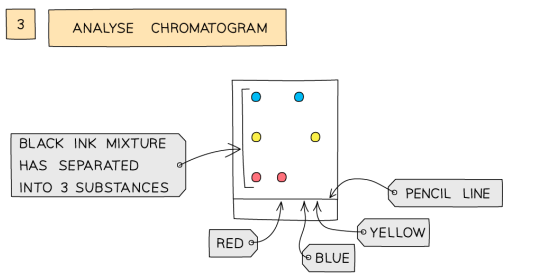 3
ANALYSE CHROMATOGRAM
BLACK INK MIXTURE
HAS SEPARATED
INTO 3 SUBSTANCES
PENCIL LINE
YELLOW
RED
BLUE